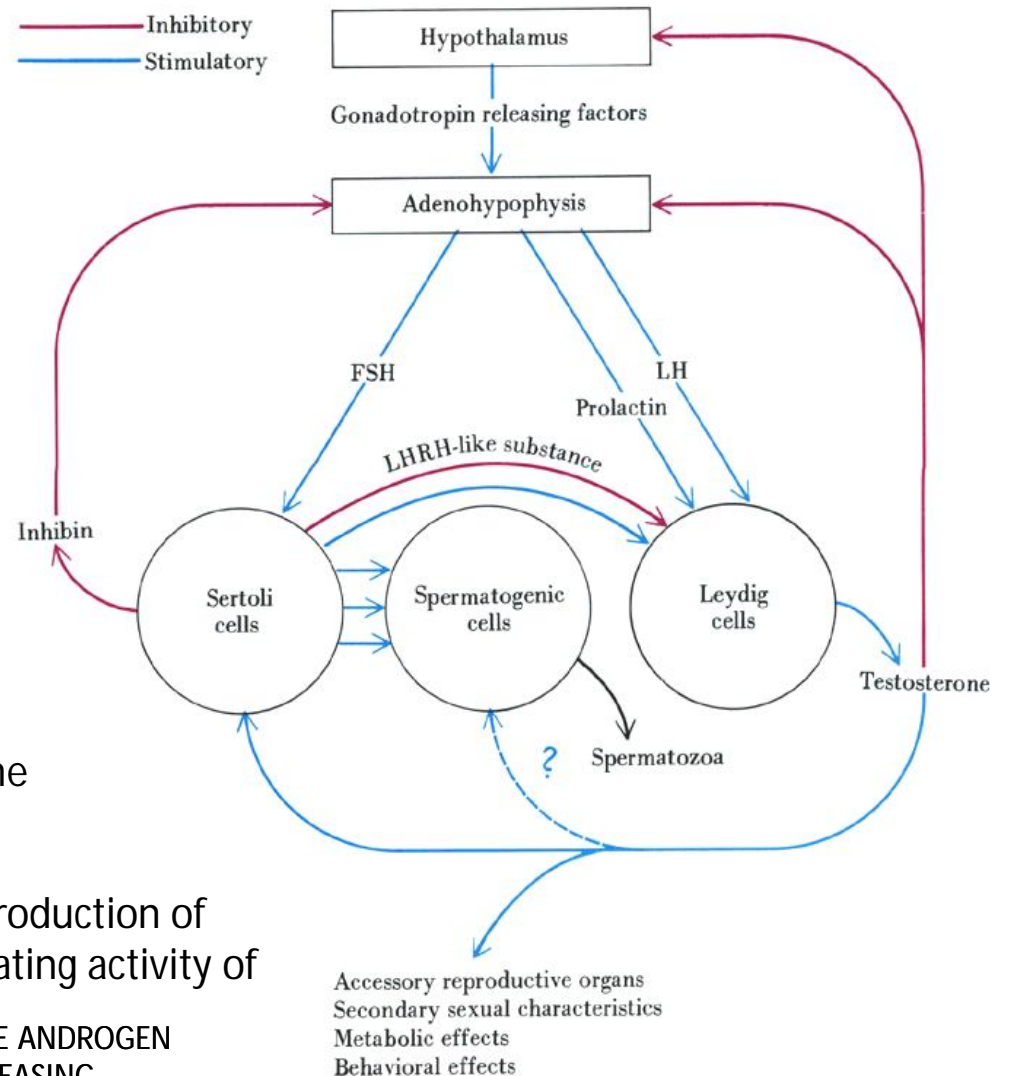 Inhibitory
Stimulatory
Hypothalamus
Gonadotropin releasing factors
Adenohypophysis
FSH
LH
Prolactin
LHRH-like substance
Inhibin
Sertoli
cells
Spermatogenic
cells
Leydig
cells
Testosterone
?
Spermatozoa
roduction of
ating activity of
ANDROGEN
Accessory reproductive organs
Secondary sexual characteristics
Metabolic effects
Behavioral effects